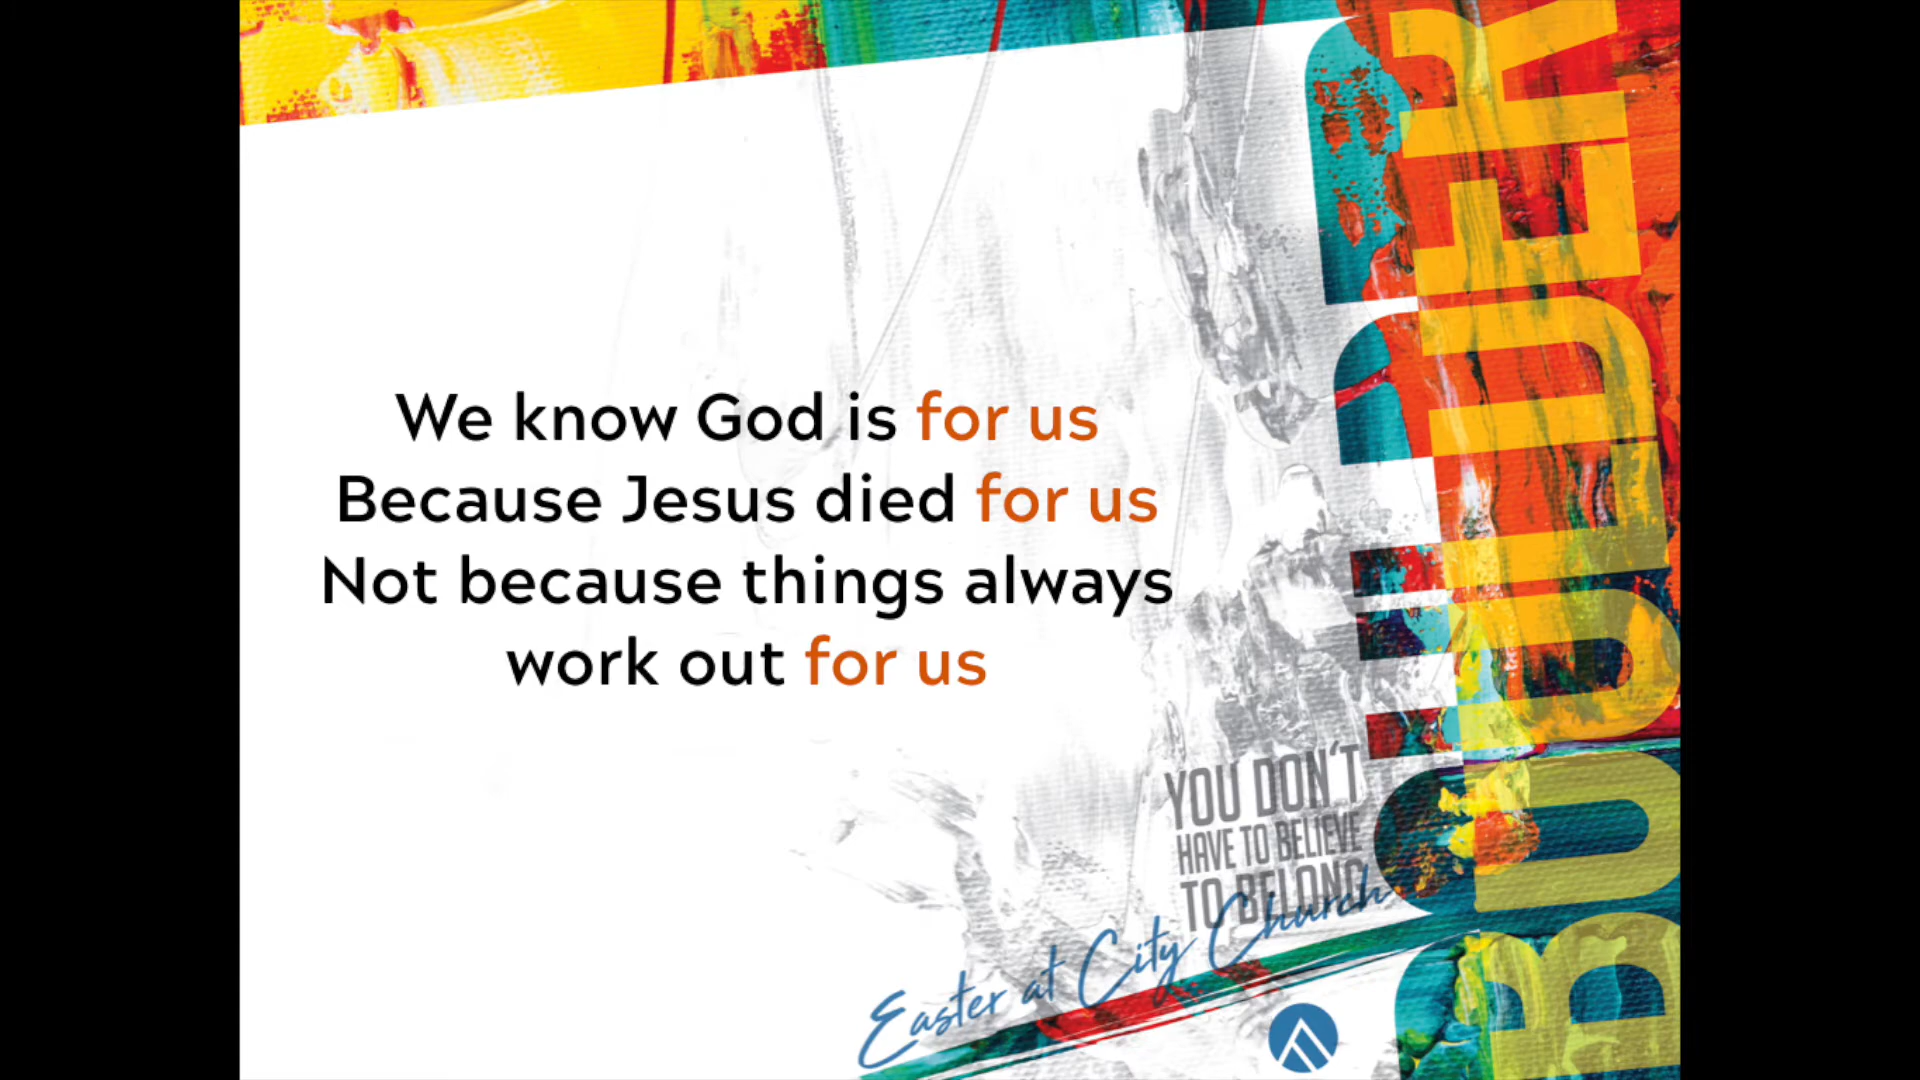 We know God is for us
Because Jesus died for us
Not because things always
work out for us
YOU DON'T
HAVE TO BELIEVE
TO BELONG
Easter at City Church